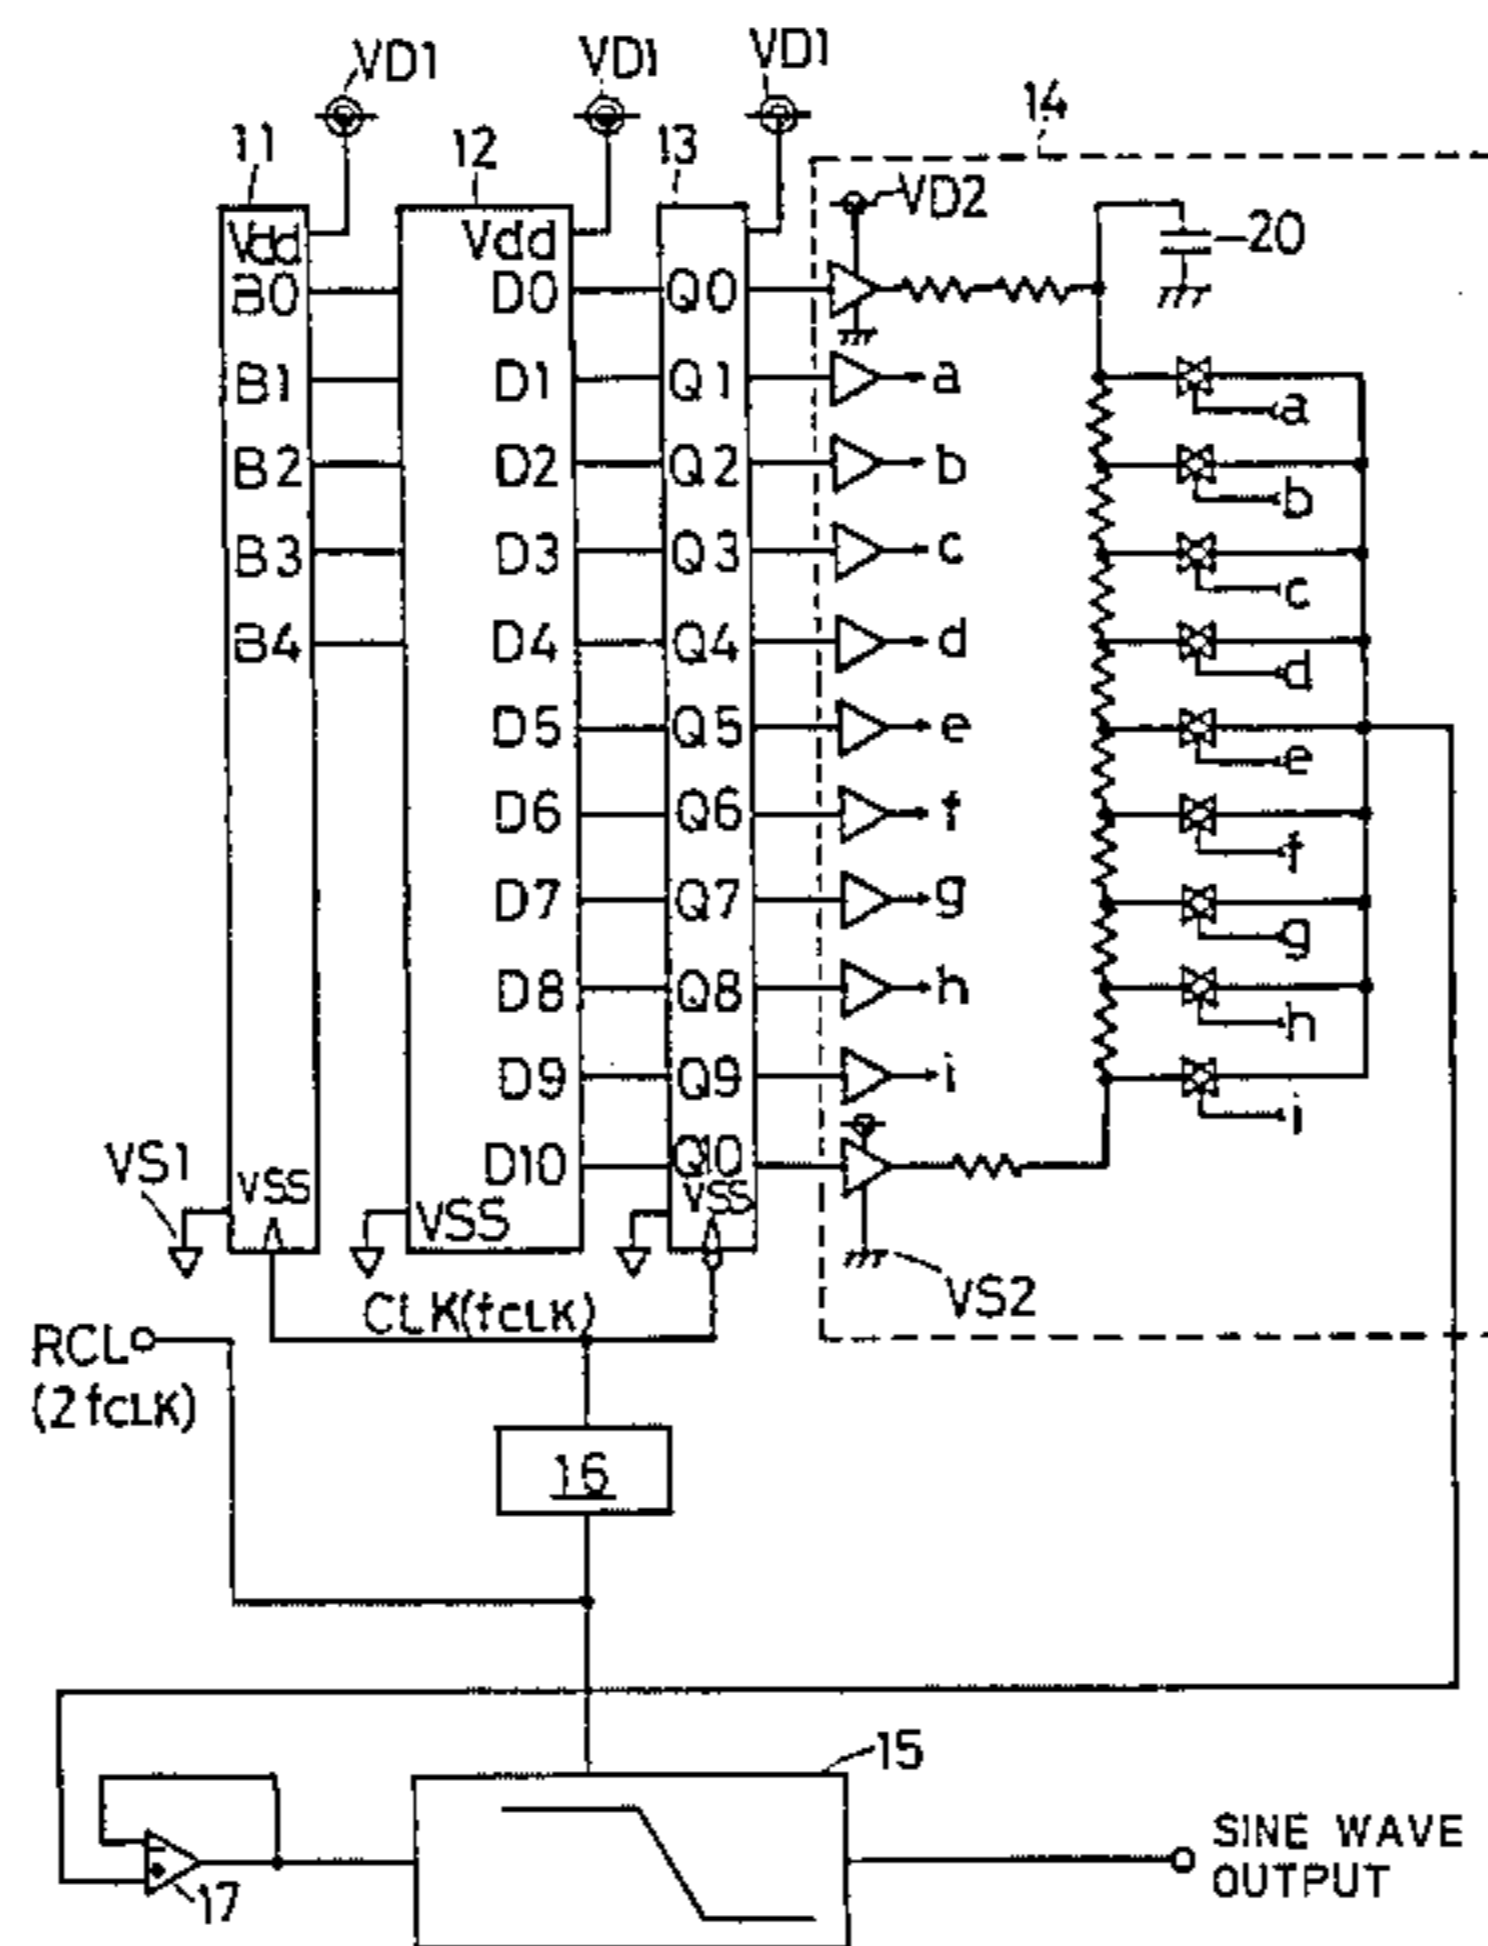 VD1 VD1 VD1
11 12 13 14
VD2
Vdd Vdd
20
B0 D0 Q0
B1 D1 Q1 a a
B2 D2 Q2 b b
B3 D3 Q3 c c
B4 D4 Q4 d d
D5 Q5 e e
D6 Q6 f f
D7 Q7 g g
D8 Q8 h h
D9 Q9 i i
D10 Q10
VS1 VSS VSS VSS
VS2
CLK(fCLK)
RCL
(2fCLK)
16
15
17
SINE WAVE
OUTPUT